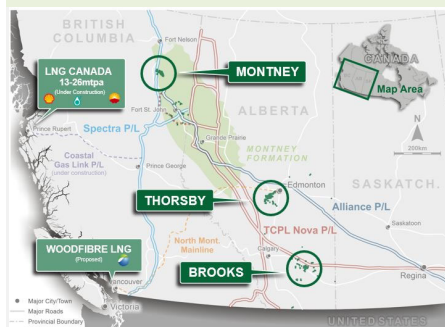 BRITISH
COLUMBIA
Fort Nelson
CANADA
Map Area
LNG CANADA
13-26mtpa
(Under Construction)
MONTNEY
Fort St. John
ALBERTA
N
200km
Prince Rupert
Spectra P/L
Grande Prairie
MONTNEY
FORMATION
Coastal
Gas Link P/L
(under construction)
Prince George
SASKATCH.
THORSBY
Edmonton
Alliance P/L
Saskatoon
WOODFIBRE LNG
(Proposed)
North Mont.
Mainline
TCPL Nova P/L
Calgary
BROOKS
Regina
Vancouver
Victoria
Major City/Town
Major Roads
Provincial Boundary
UNITED STATES